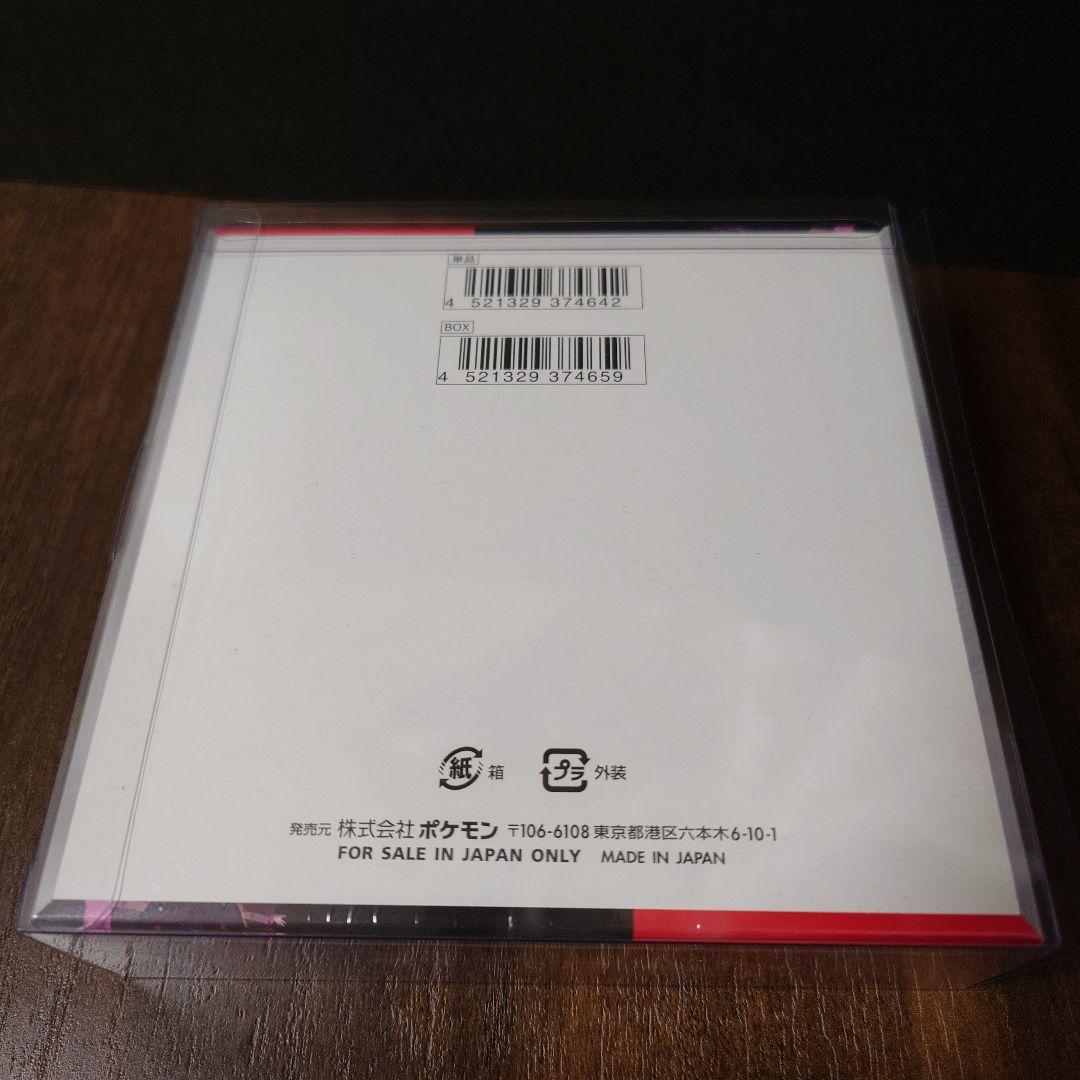 単品
4 521329 374642
BOX
4 521329 374659
紙 箱 プラ 外装
発売元 株式会社 ポケモン 〒106-6108 東京都港区六本木6-10-1
FOR SALE IN JAPAN ONLY MADE IN JAPAN